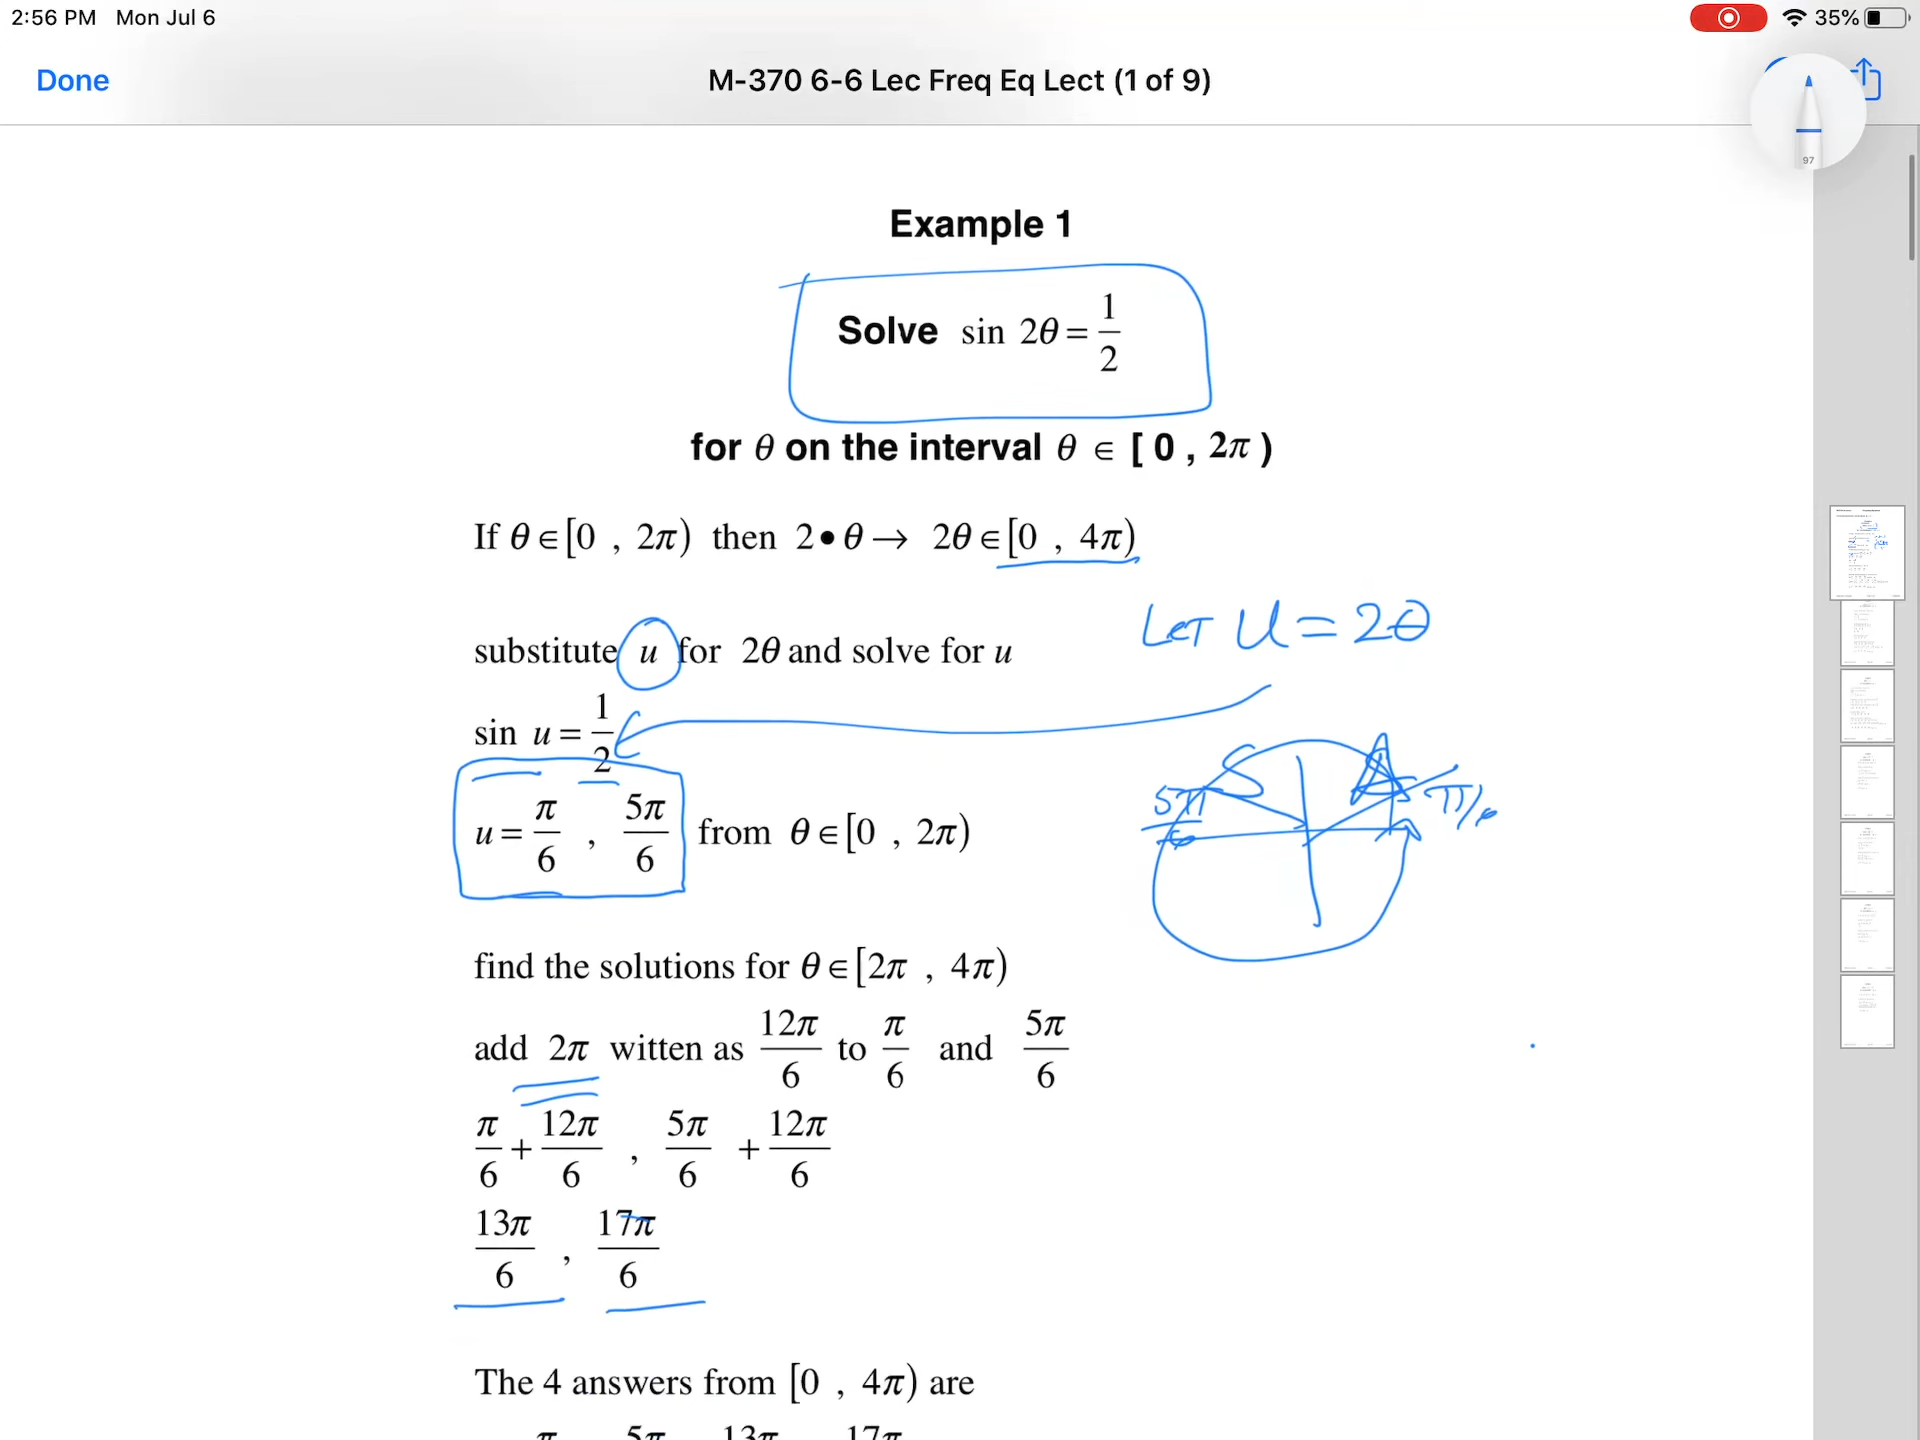 2:56 PM Mon Jul 6
35%
Done
M-370 6-6 Lec Freq Eq Lect (1 of 9)
97
Example 1
Solve sin 2θ = 1/2
for θ on the interval θ ∈ [ 0 , 2π )
If θ ∈ [0 , 2π) then 2 • θ → 2θ ∈ [0 , 4π)
LET U = 2θ
substitute u for 2θ and solve for u
sin u = 1/2
S A
5π/6 π/6
u = π/6 , 5π/6 from θ ∈ [0 , 2π)
find the solutions for θ ∈ [2π , 4π)
add 2π witten as 12π/6 to π/6 and 5π/6
π/6 + 12π/6 , 5π/6 + 12π/6
13π/6 , 17π/6
The 4 answers from [0 , 4π) are
π 5π 13π 17π